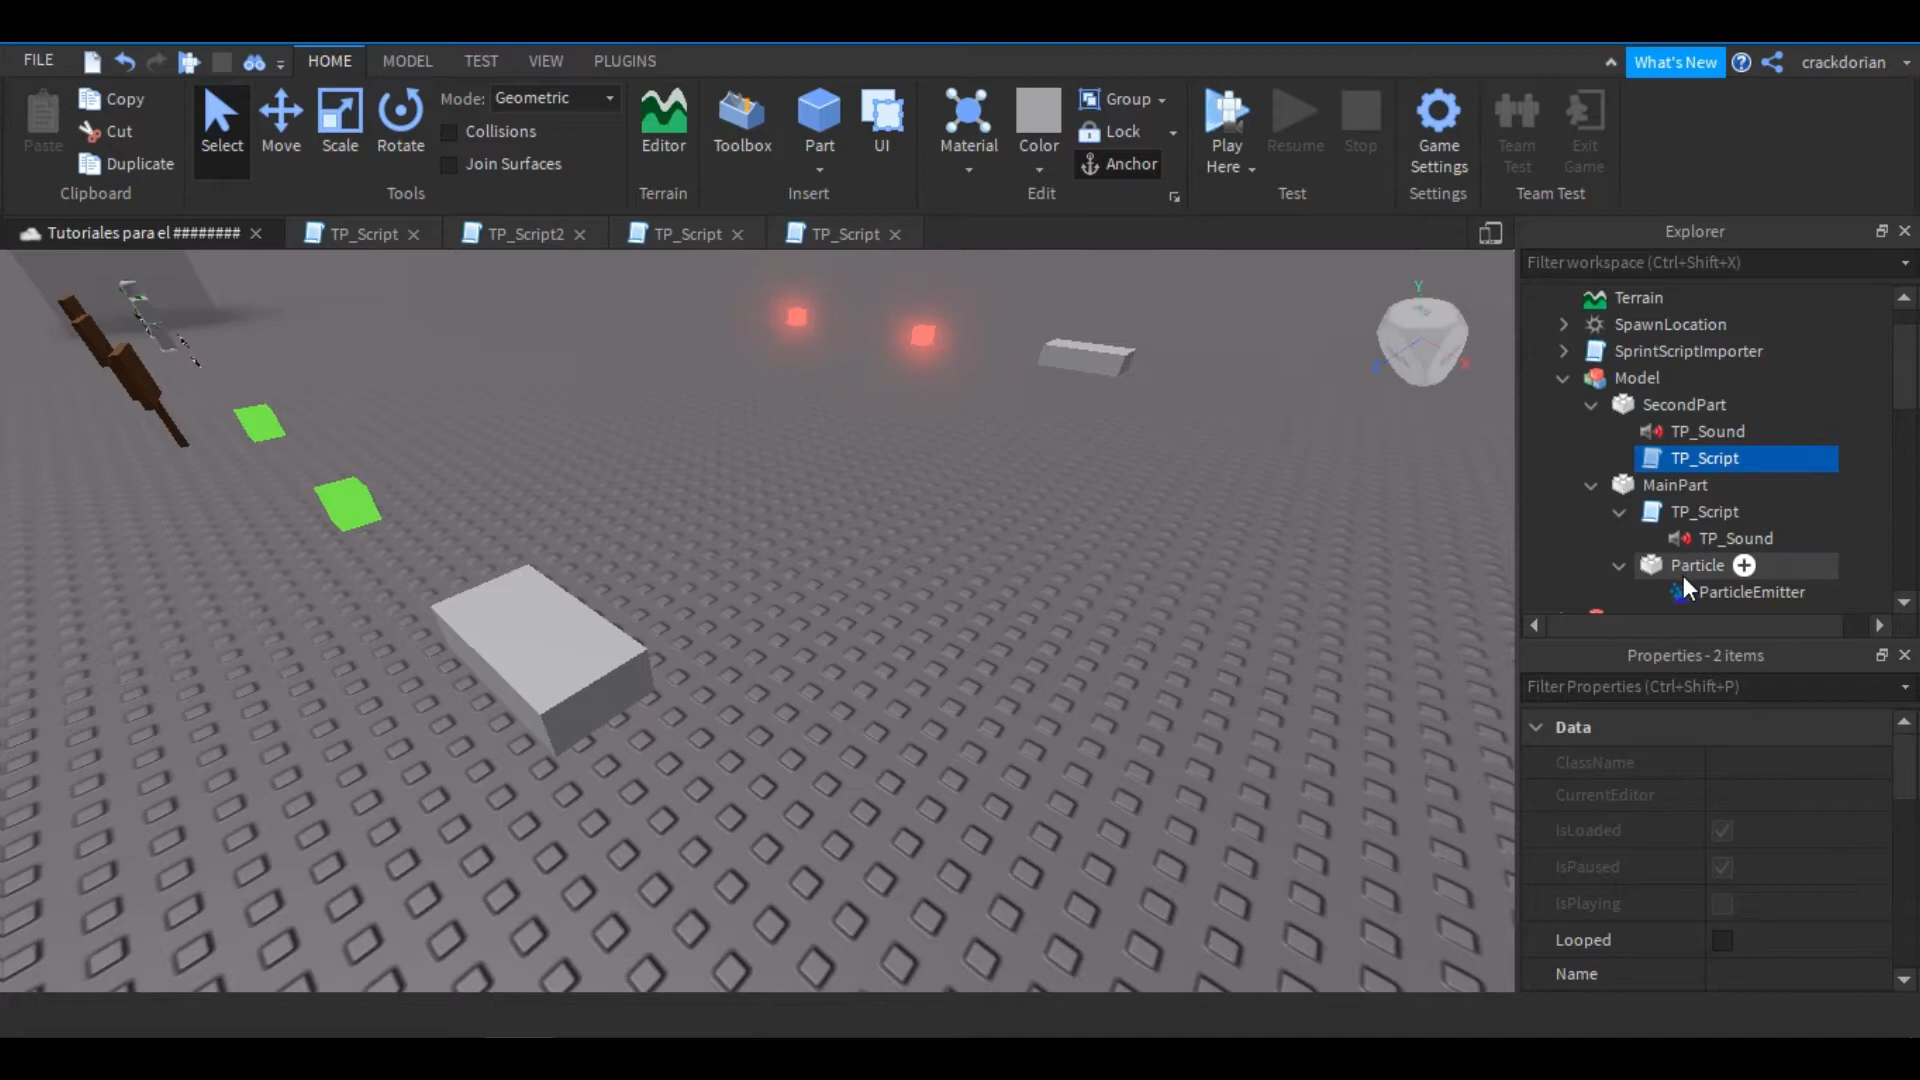 FILE HOME MODEL TEST VIEW PLUGINS What's New crackdorian
Paste Copy Cut Duplicate
Clipboard
Select Move Scale Rotate
Mode: Geometric
Collisions
Join Surfaces
Tools
Editor
Terrain
Toolbox Part UI
Insert
Material Color
Group
Lock
Anchor
Edit
Play Here Resume Stop
Test
Game Settings
Settings
Team Test Exit Game
Team Test
Tutoriales para el ######## TP_Script TP_Script2 TP_Script TP_Script
Y
Z
X
Explorer
Filter workspace (Ctrl+Shift+X)
Terrain
SpawnLocation
SprintScriptImporter
Model
SecondPart
TP_Sound
TP_Script
MainPart
TP_Script
TP_Sound
Particle
ParticleEmitter
Properties - 2 items
Filter Properties (Ctrl+Shift+P)
Data
ClassName
CurrentEditor
IsLoaded
IsPaused
IsPlaying
Looped
Name